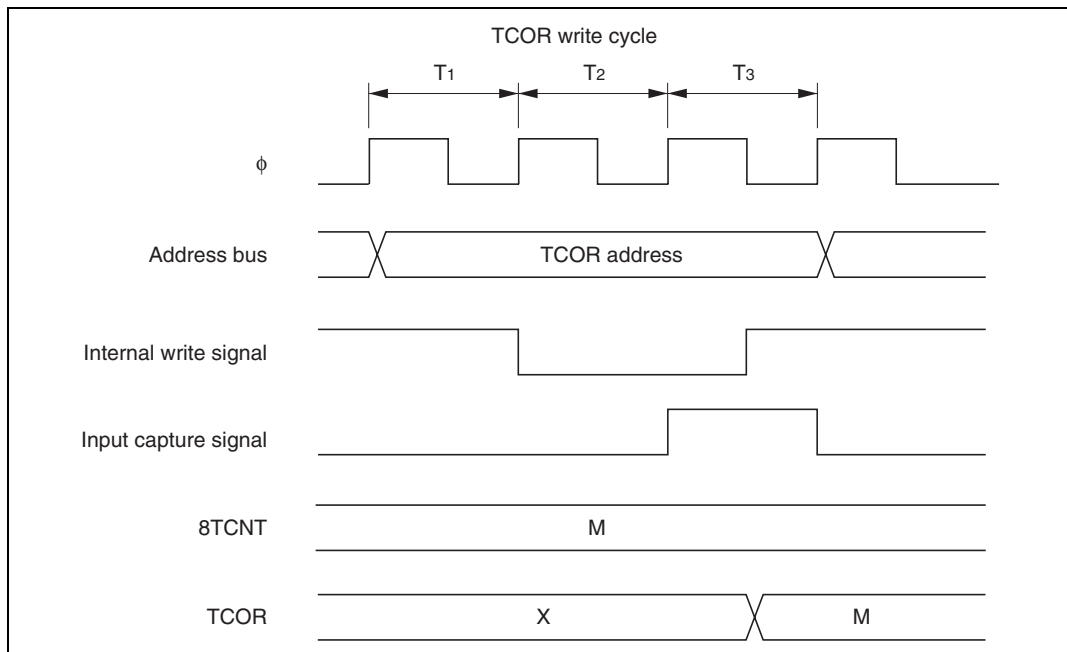 TCOR write cycle
T1 T2 T3
ϕ
Address bus TCOR address
Internal write signal
Input capture signal
8TCNT M
TCOR X M